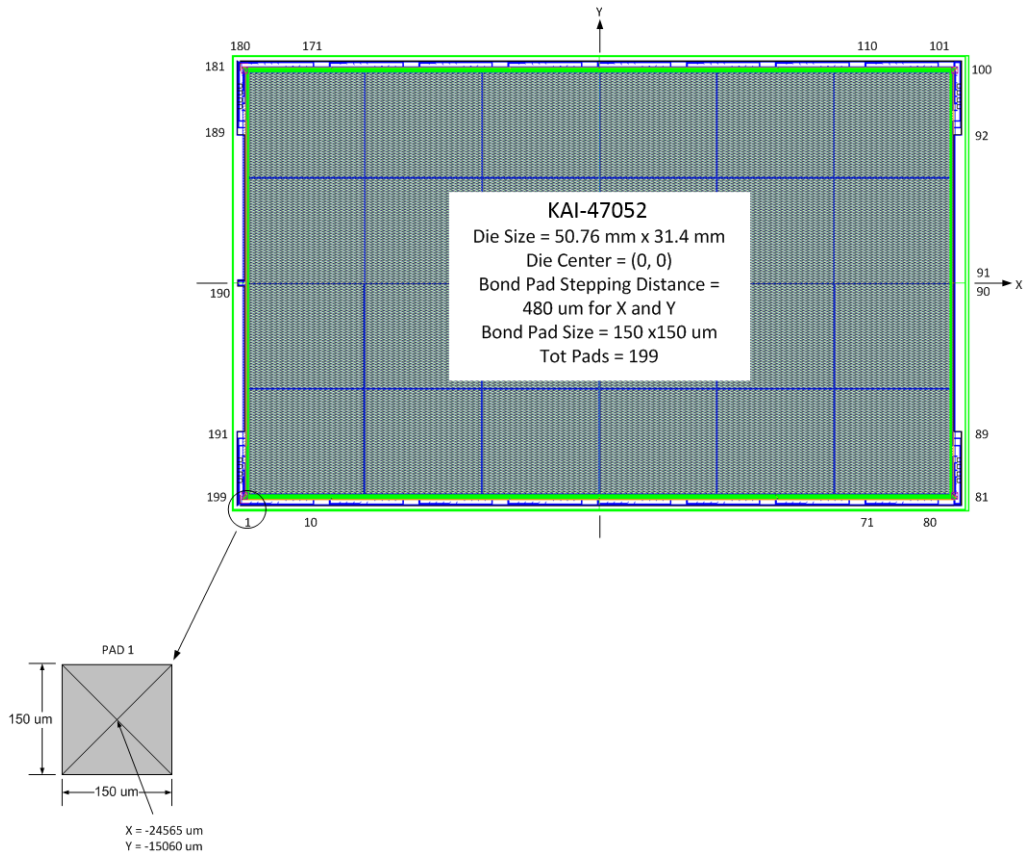 Y
180 171 110 101
181 100
189 92
KAI-47052
Die Size = 50.76 mm x 31.4 mm
Die Center = (0, 0)
Bond Pad Stepping Distance =
480 um for X and Y
Bond Pad Size = 150 x150 um
Tot Pads = 199
91
190 90 X
191 89
199 81
1 10 71 80
PAD 1
150 um
150 um
X = -24565 um
Y = -15060 um